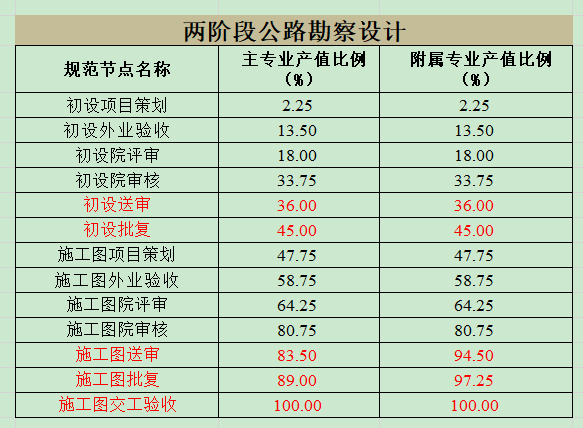 两阶段公路勘察设计
规范节点名称 主专业产值比例（%） 附属专业产值比例（%）
初设项目策划 2.25 2.25
初设外业验收 13.50 13.50
初设院评审 18.00 18.00
初设院审核 33.75 33.75
初设送审 36.00 36.00
初设批复 45.00 45.00
施工图项目策划 47.75 47.75
施工图外业验收 58.75 58.75
施工图院评审 64.25 64.25
施工图院审核 80.75 80.75
施工图送审 83.50 94.50
施工图批复 89.00 97.25
施工图交工验收 100.00 100.00